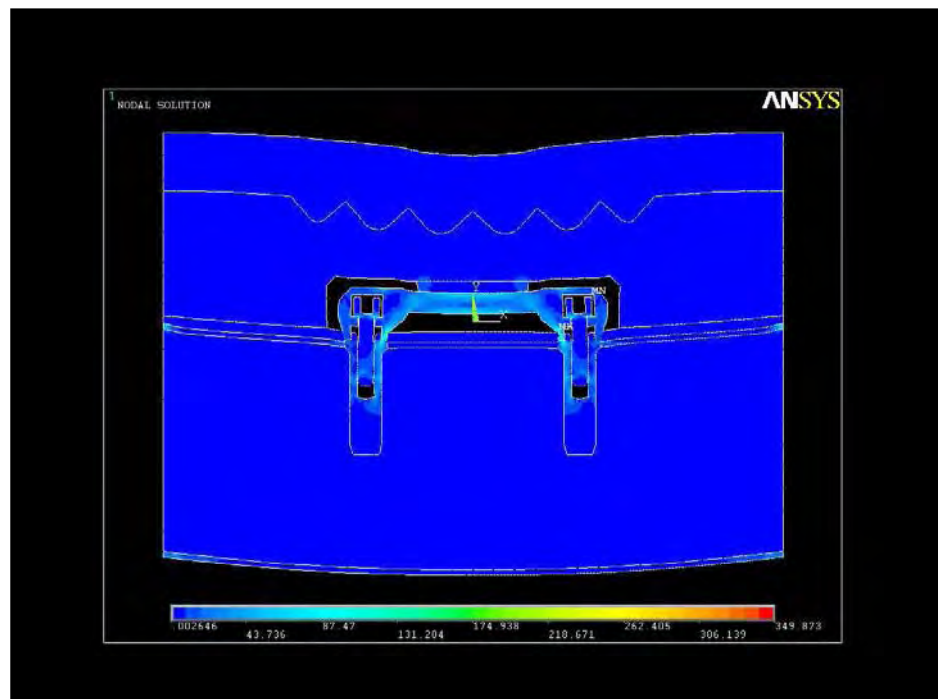 1
NODAL SOLUTION
ANSYS
Y
X
MN
MX
.002646 87.47 174.938 262.405 349.873
43.736 131.204 218.671 306.139